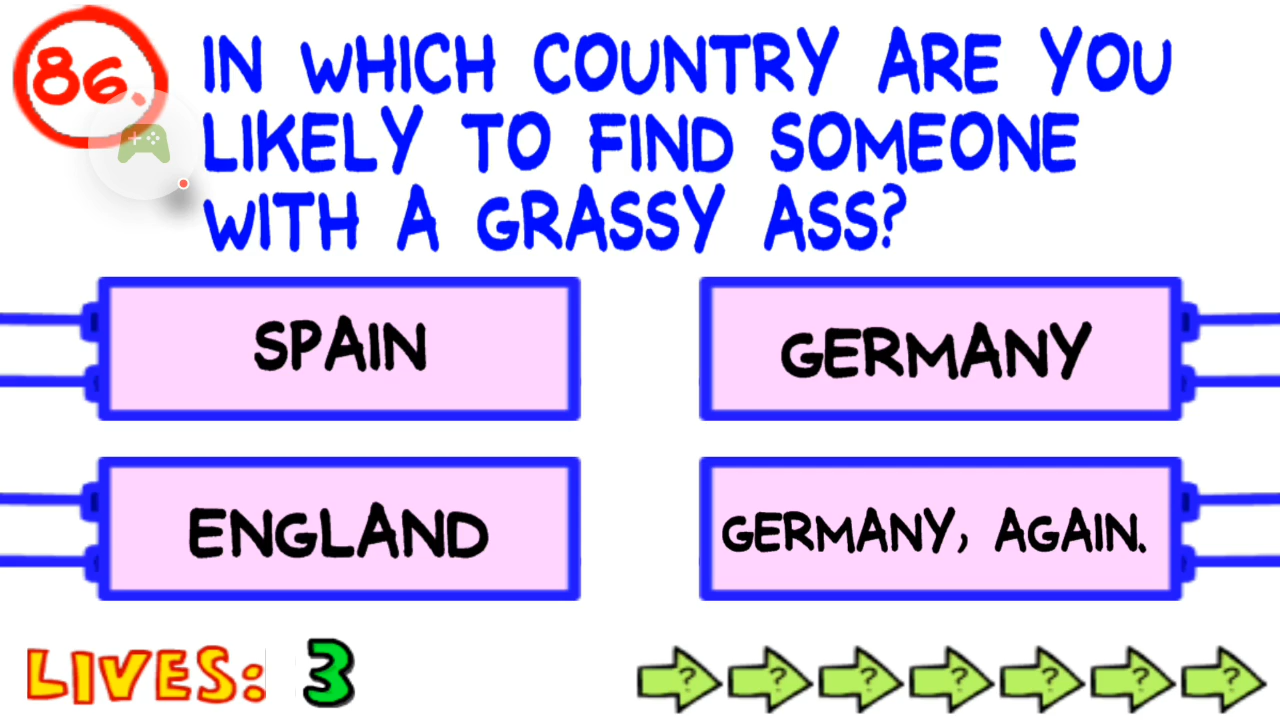 86.
IN WHICH COUNTRY ARE YOU
LIKELY TO FIND SOMEONE
WITH A GRASSY ASS?
SPAIN
GERMANY
ENGLAND
GERMANY, AGAIN.
LIVES: 3
? ? ? ? ? ? ?